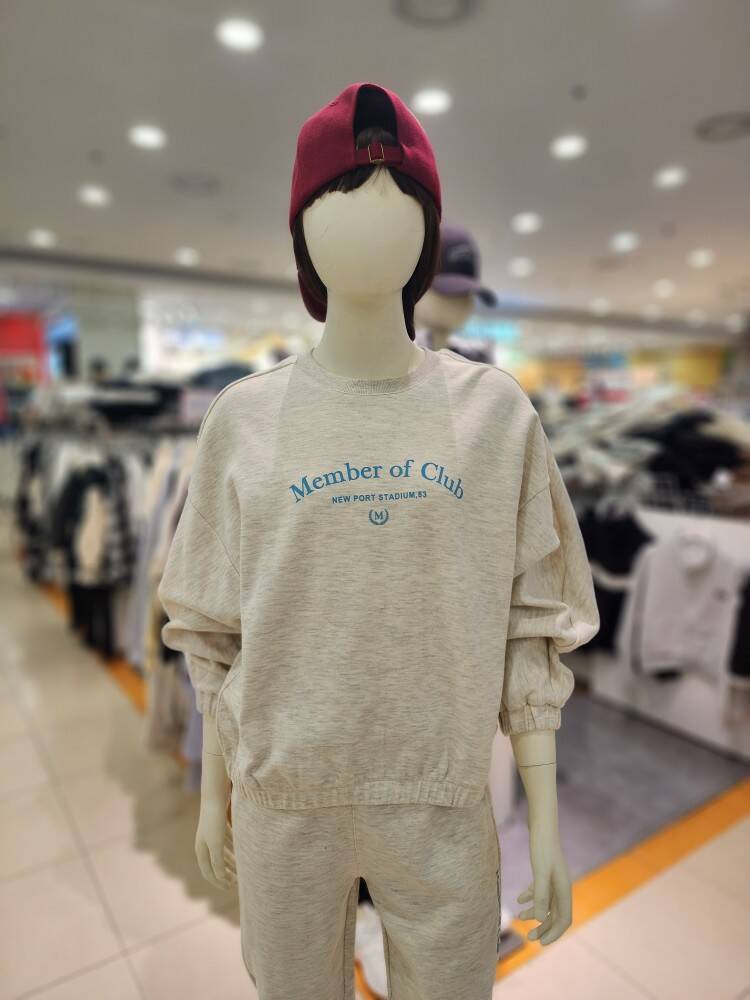 Member of Club
NEW PORT STADIUM,83
M